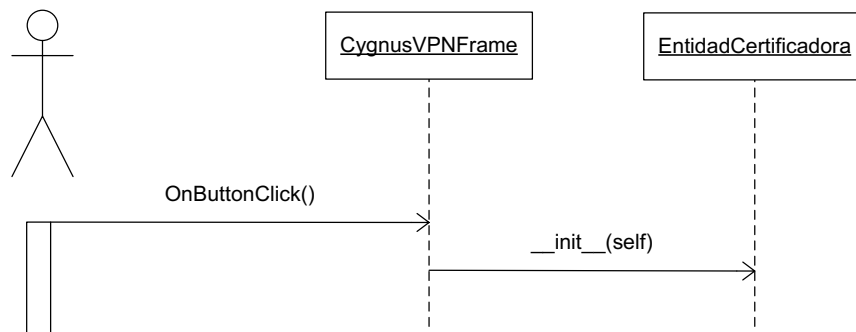 CygnusVPNFrame
EntidadCertificadora
OnButtonClick()
__init__(self)